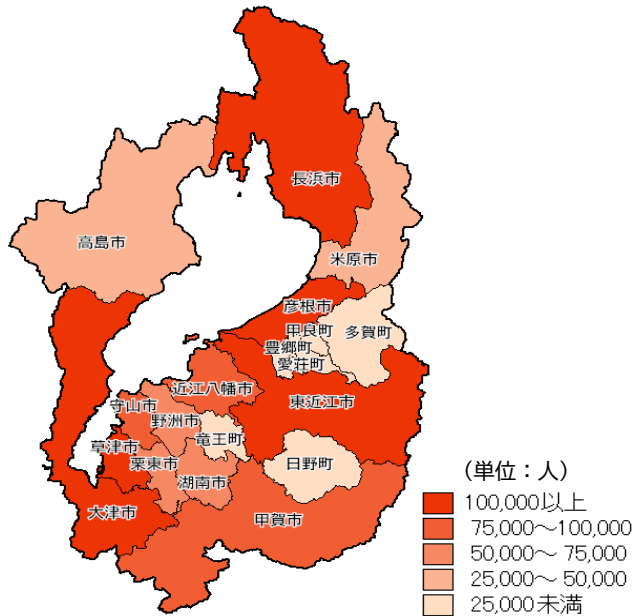 長浜市
高島市
米原市
彦根市
甲良町
多賀町
豊郷町
愛荘町
近江八幡市
東近江市
守山市
野洲市
竜王町
草津市
栗東市
日野町
湖南市
大津市
甲賀市
(単位：人)
100,000以上
75,000～100,000
50,000～ 75,000
25,000～ 50,000
25,000未満